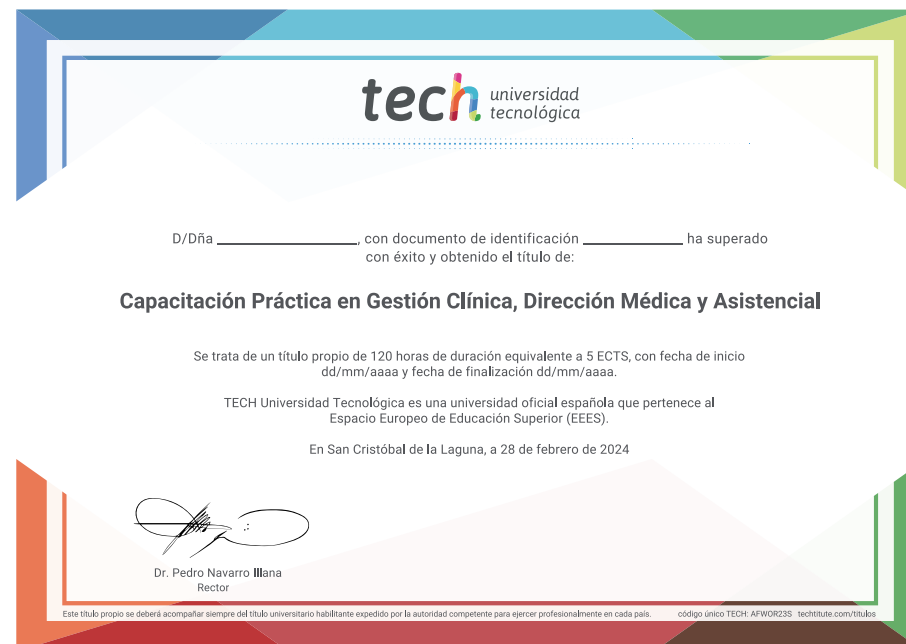 tech universidad
tecnológica
D/Dña ____________________, con documento de identificación ______________ ha superado
con éxito y obtenido el título de:
Capacitación Práctica en Gestión Clínica, Dirección Médica y Asistencial
Se trata de un título propio de 120 horas de duración equivalente a 5 ECTS, con fecha de inicio
dd/mm/aaaa y fecha de finalización dd/mm/aaaa.
TECH Universidad Tecnológica es una universidad oficial española que pertenece al
Espacio Europeo de Educación Superior (EEES).
En San Cristóbal de la Laguna, a 28 de febrero de 2024
Dr. Pedro Navarro Illana
Rector
Este título propio se deberá acompañar siempre del título universitario habilitante expedido por la autoridad competente para ejercer profesionalmente en cada país. código único TECH: AFWOR23S techtitute.com/titulos